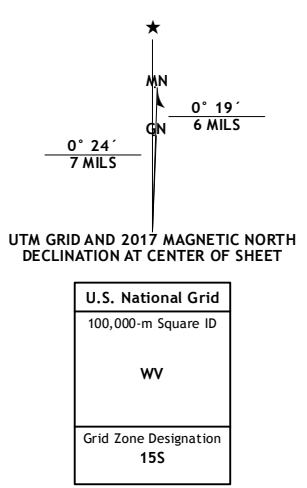 ★
MN
0° 19´
6 MILS
GN
0° 24´
7 MILS
UTM GRID AND 2017 MAGNETIC NORTH
DECLINATION AT CENTER OF SHEET
U.S. National Grid
100,000-m Square ID
WV
Grid Zone Designation
15S